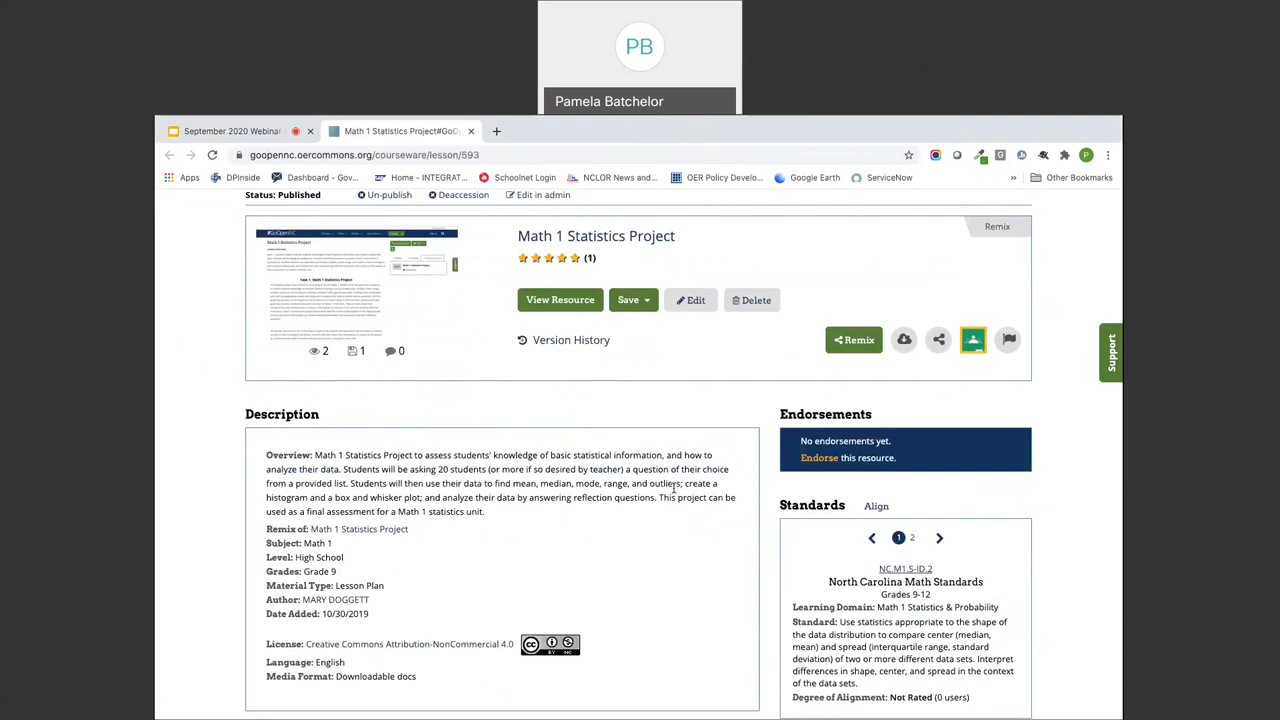 PB
Pamela Batchelor
September 2020 Webinar
Math 1 Statistics Project#GoO
goopennc.oercommons.org/courseware/lesson/593
P
Apps
DPInside
Dashboard - Gov...
Home - INTEGRAT...
Schoolnet Login
NCLOR News and...
OER Policy Develo...
Google Earth
ServiceNow
»
Other Bookmarks
Status: Published
Un-publish
Deaccession
Edit in admin
Remix
Math 1 Statistics Project
(1)
View Resource
Save
Edit
Delete
Version History
Remix
2
1
0
Support
Description
Overview: Math 1 Statistics Project to assess students' knowledge of basic statistical information, and how to
analyze their data. Students will be asking 20 students (or more if so desired by teacher) a question of their choice
from a provided list. Students will then use their data to find mean, median, mode, range, and outliers; create a
histogram and a box and whisker plot; and analyze their data by answering reflection questions. This project can be
used as a final assessment for a Math 1 statistics unit.
Remix of: Math 1 Statistics Project
Subject: Math 1
Level: High School
Grades: Grade 9
Material Type: Lesson Plan
Author: MARY DOGGETT
Date Added: 10/30/2019
License: Creative Commons Attribution-NonCommercial 4.0
cc BY NC
Language: English
Media Format: Downloadable docs
Endorsements
No endorsements yet.
Endorse this resource.
Standards
Align
1 2
NC.M1.S-ID.2
North Carolina Math Standards
Grades 9-12
Learning Domain: Math 1 Statistics & Probability
Standard: Use statistics appropriate to the shape of
the data distribution to compare center (median,
mean) and spread (interquartile range, standard
deviation) of two or more different data sets. Interpret
differences in shape, center, and spread in the context
of the data sets.
Degree of Alignment: Not Rated (0 users)